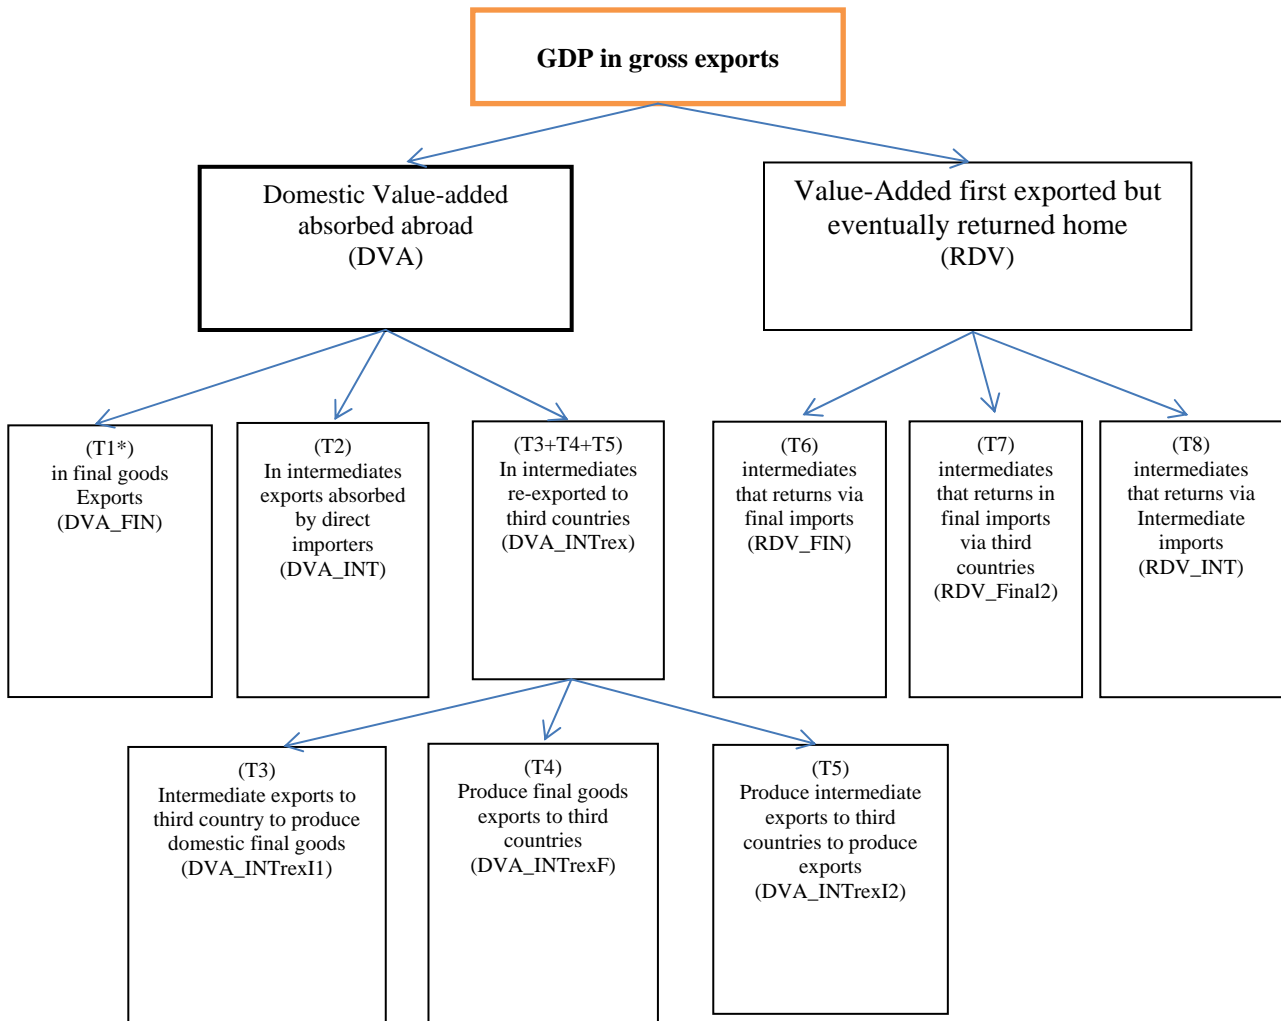 GDP in gross exports
Domestic Value-added
absorbed abroad
(DVA)
Value-Added first exported but
eventually returned home
(RDV)
(T1*)
in final goods
Exports
(DVA_FIN)
(T2)
In intermediates
exports absorbed
by direct
importers
(DVA_INT)
(T3+T4+T5)
In intermediates
re-exported to
third countries
(DVA_INTrex)
(T6)
intermediates
that returns via
final imports
(RDV_FIN)
(T7)
intermediates
that returns in
final imports
via third
countries
(RDV_Final2)
(T8)
intermediates
that returns via
Intermediate
imports
(RDV_INT)
(T3)
Intermediate exports to
third country to produce
domestic final goods
(DVA_INTrexI1)
(T4)
Produce final goods
exports to third
countries
(DVA_INTrexF)
(T5)
Produce intermediate
exports to third
countries to produce
exports
(DVA_INTrexI2)